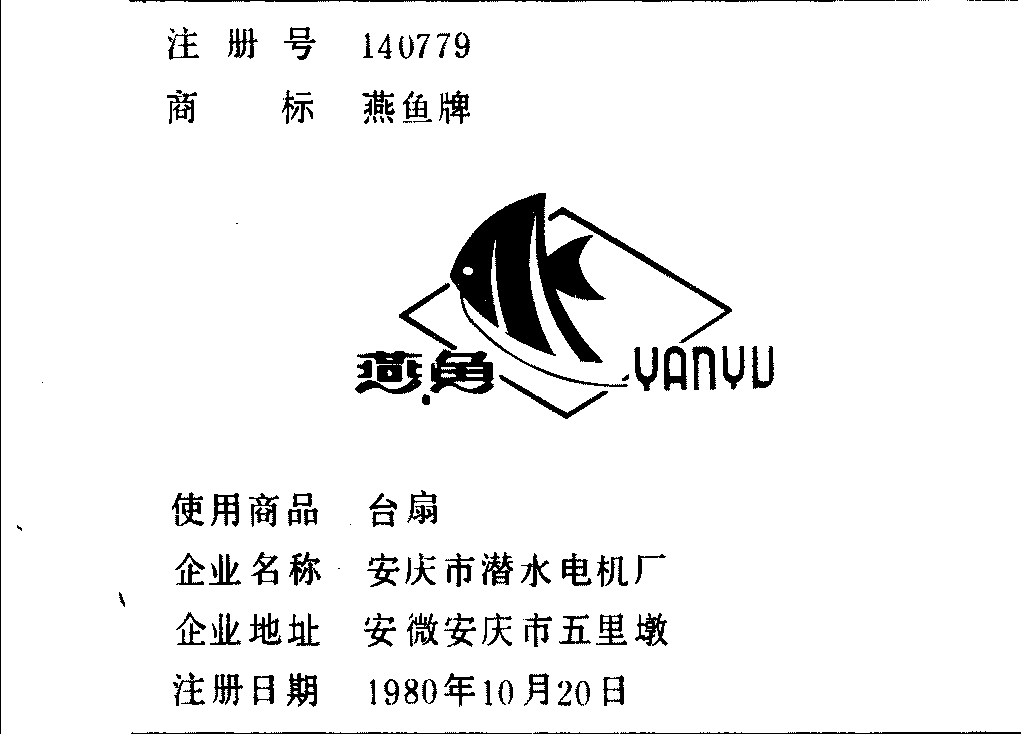 注册号 140779
商标 燕鱼牌
燕鱼 YANYU
使用商品 台扇
企业名称 安庆市潜水电机厂
企业地址 安微安庆市五里墩
注册日期 1980年10月20日